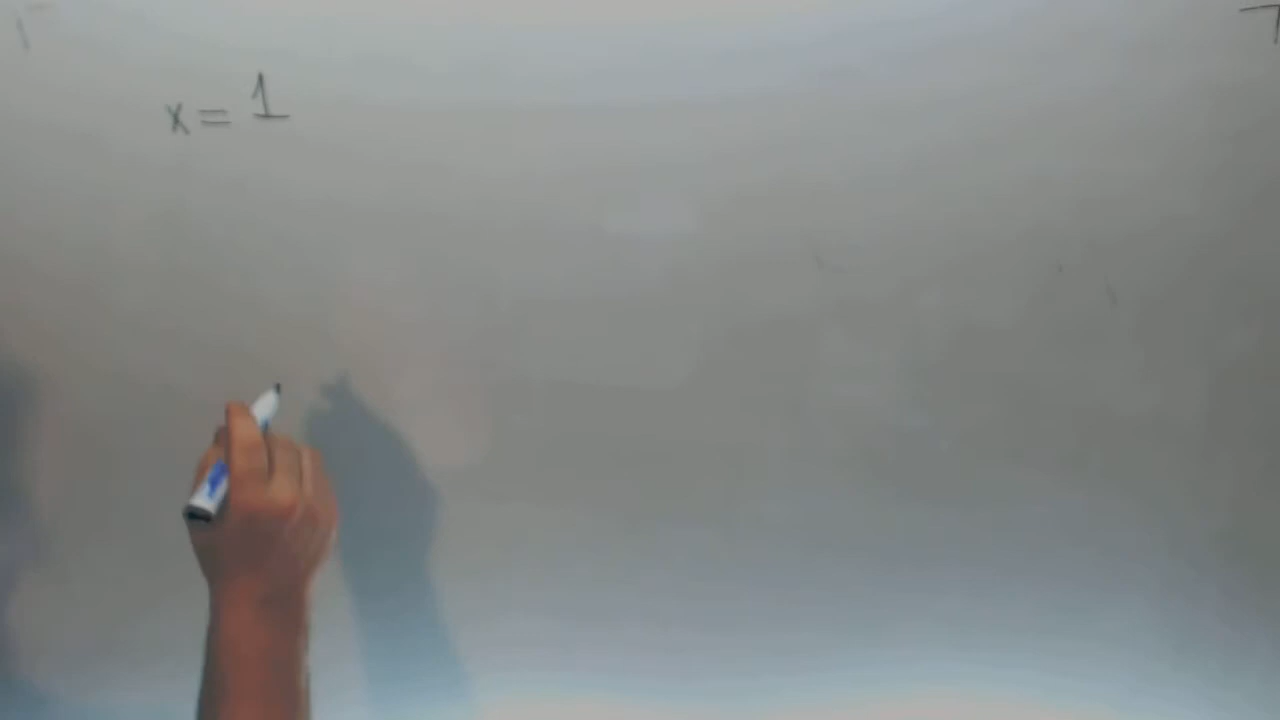 x = 1